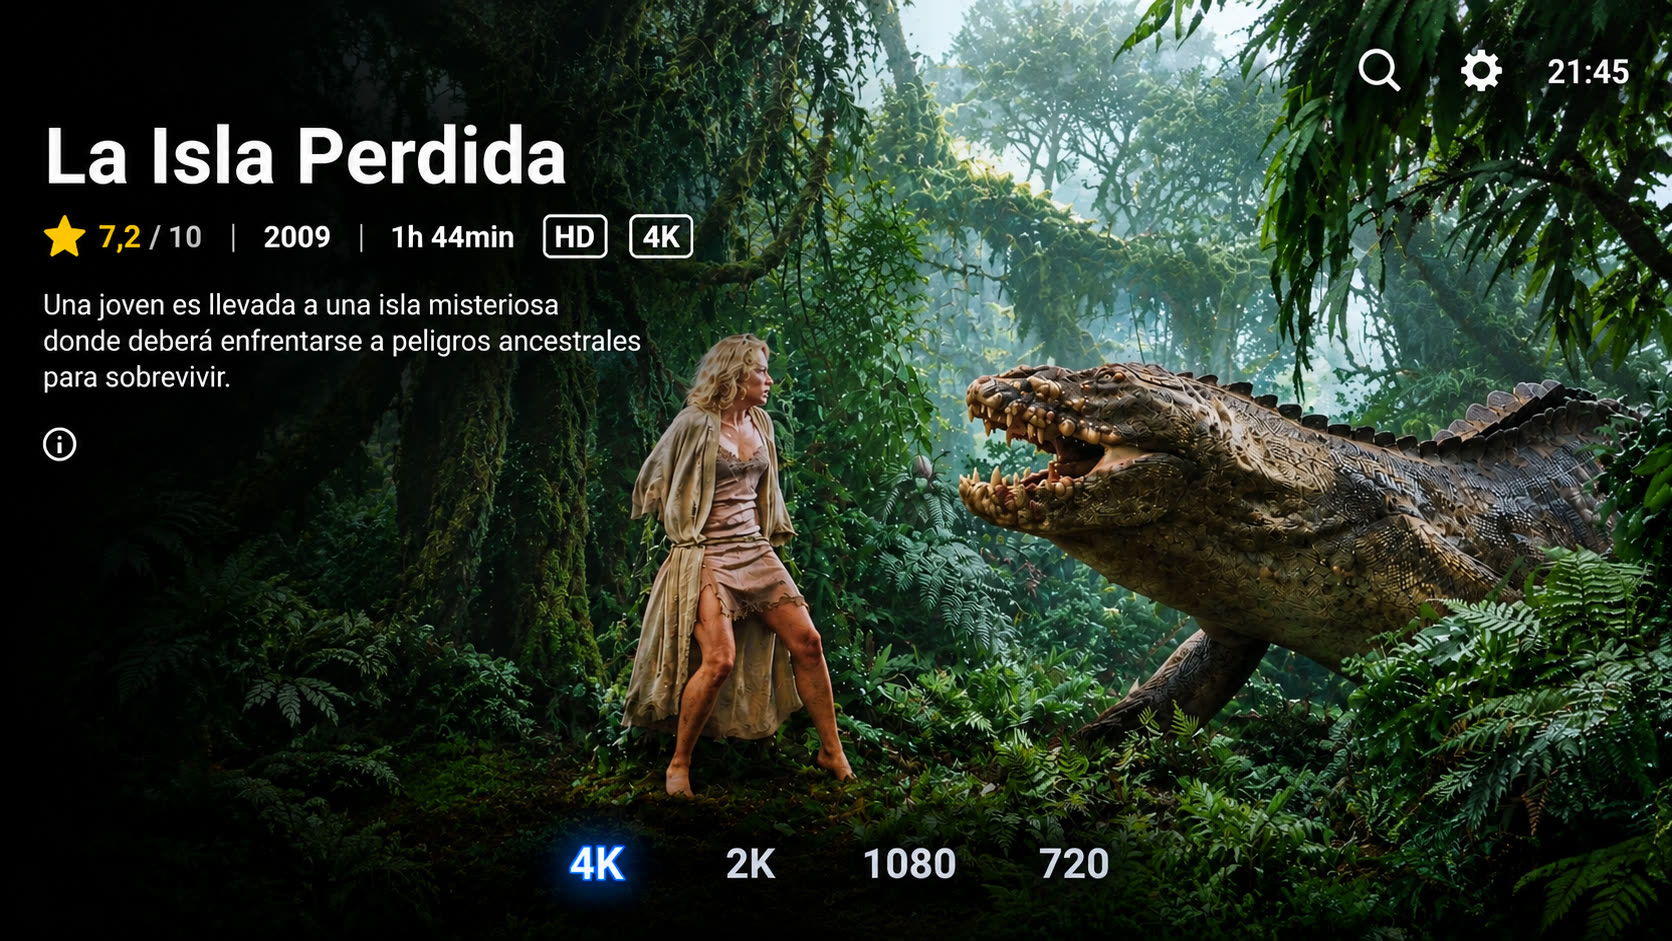 21:45
La Isla Perdida
7,2 / 10 | 2009 | 1h 44min HD 4K
Una joven es llevada a una isla misteriosa
donde deberá enfrentarse a peligros ancestrales
para sobrevivir.
4K 2K 1080 720